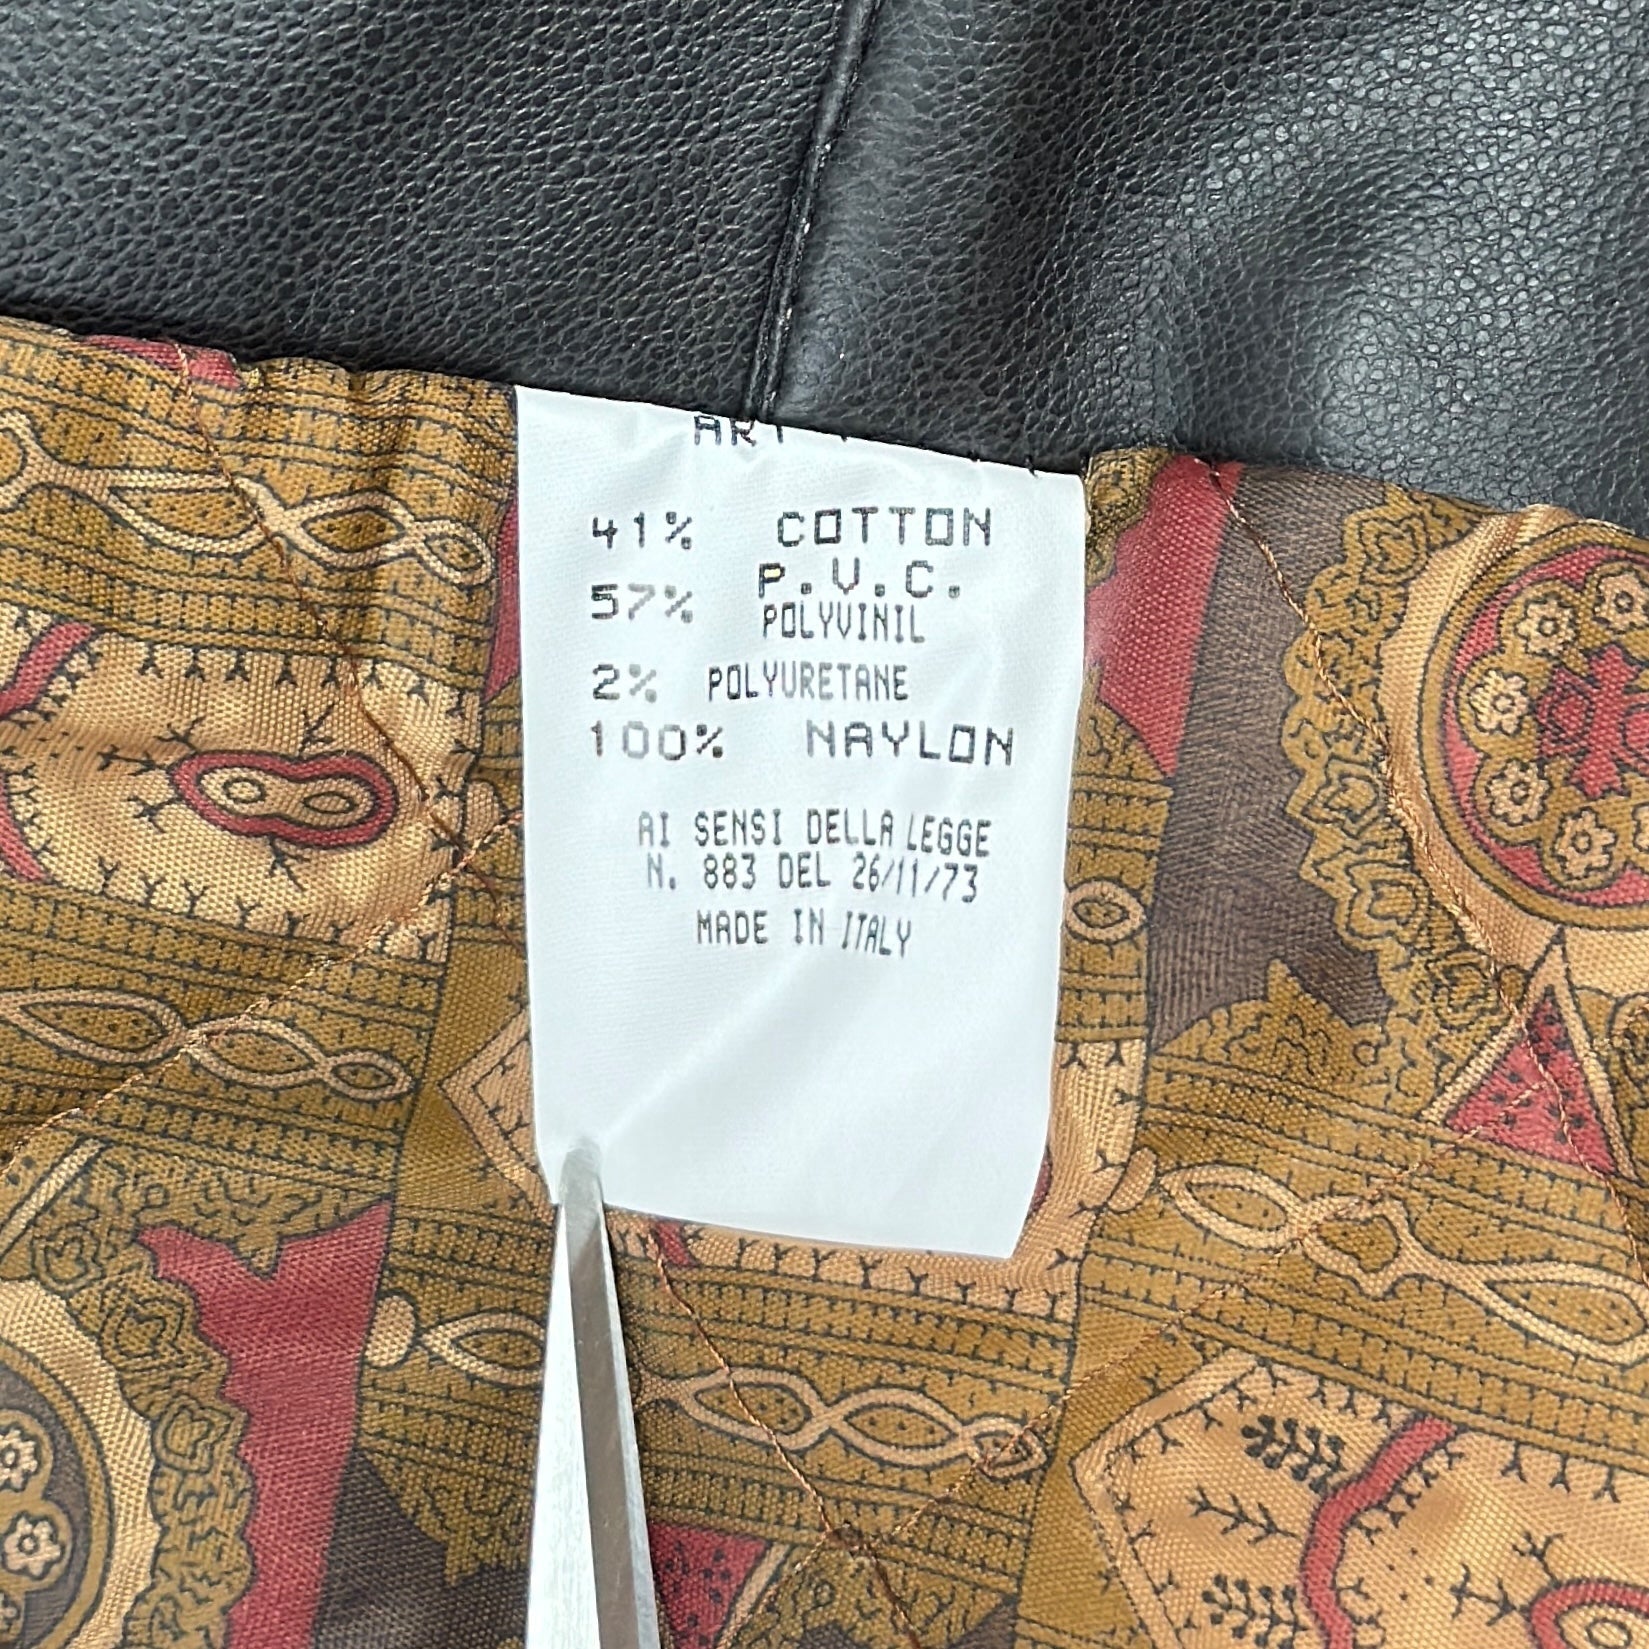 ART
41% COTTON
57% P.V.C.
POLYVINIL
2% POLYURETANE
100% NAYLON
AI SENSI DELLA LEGGE
N. 883 DEL 26/11/73
MADE IN ITALY